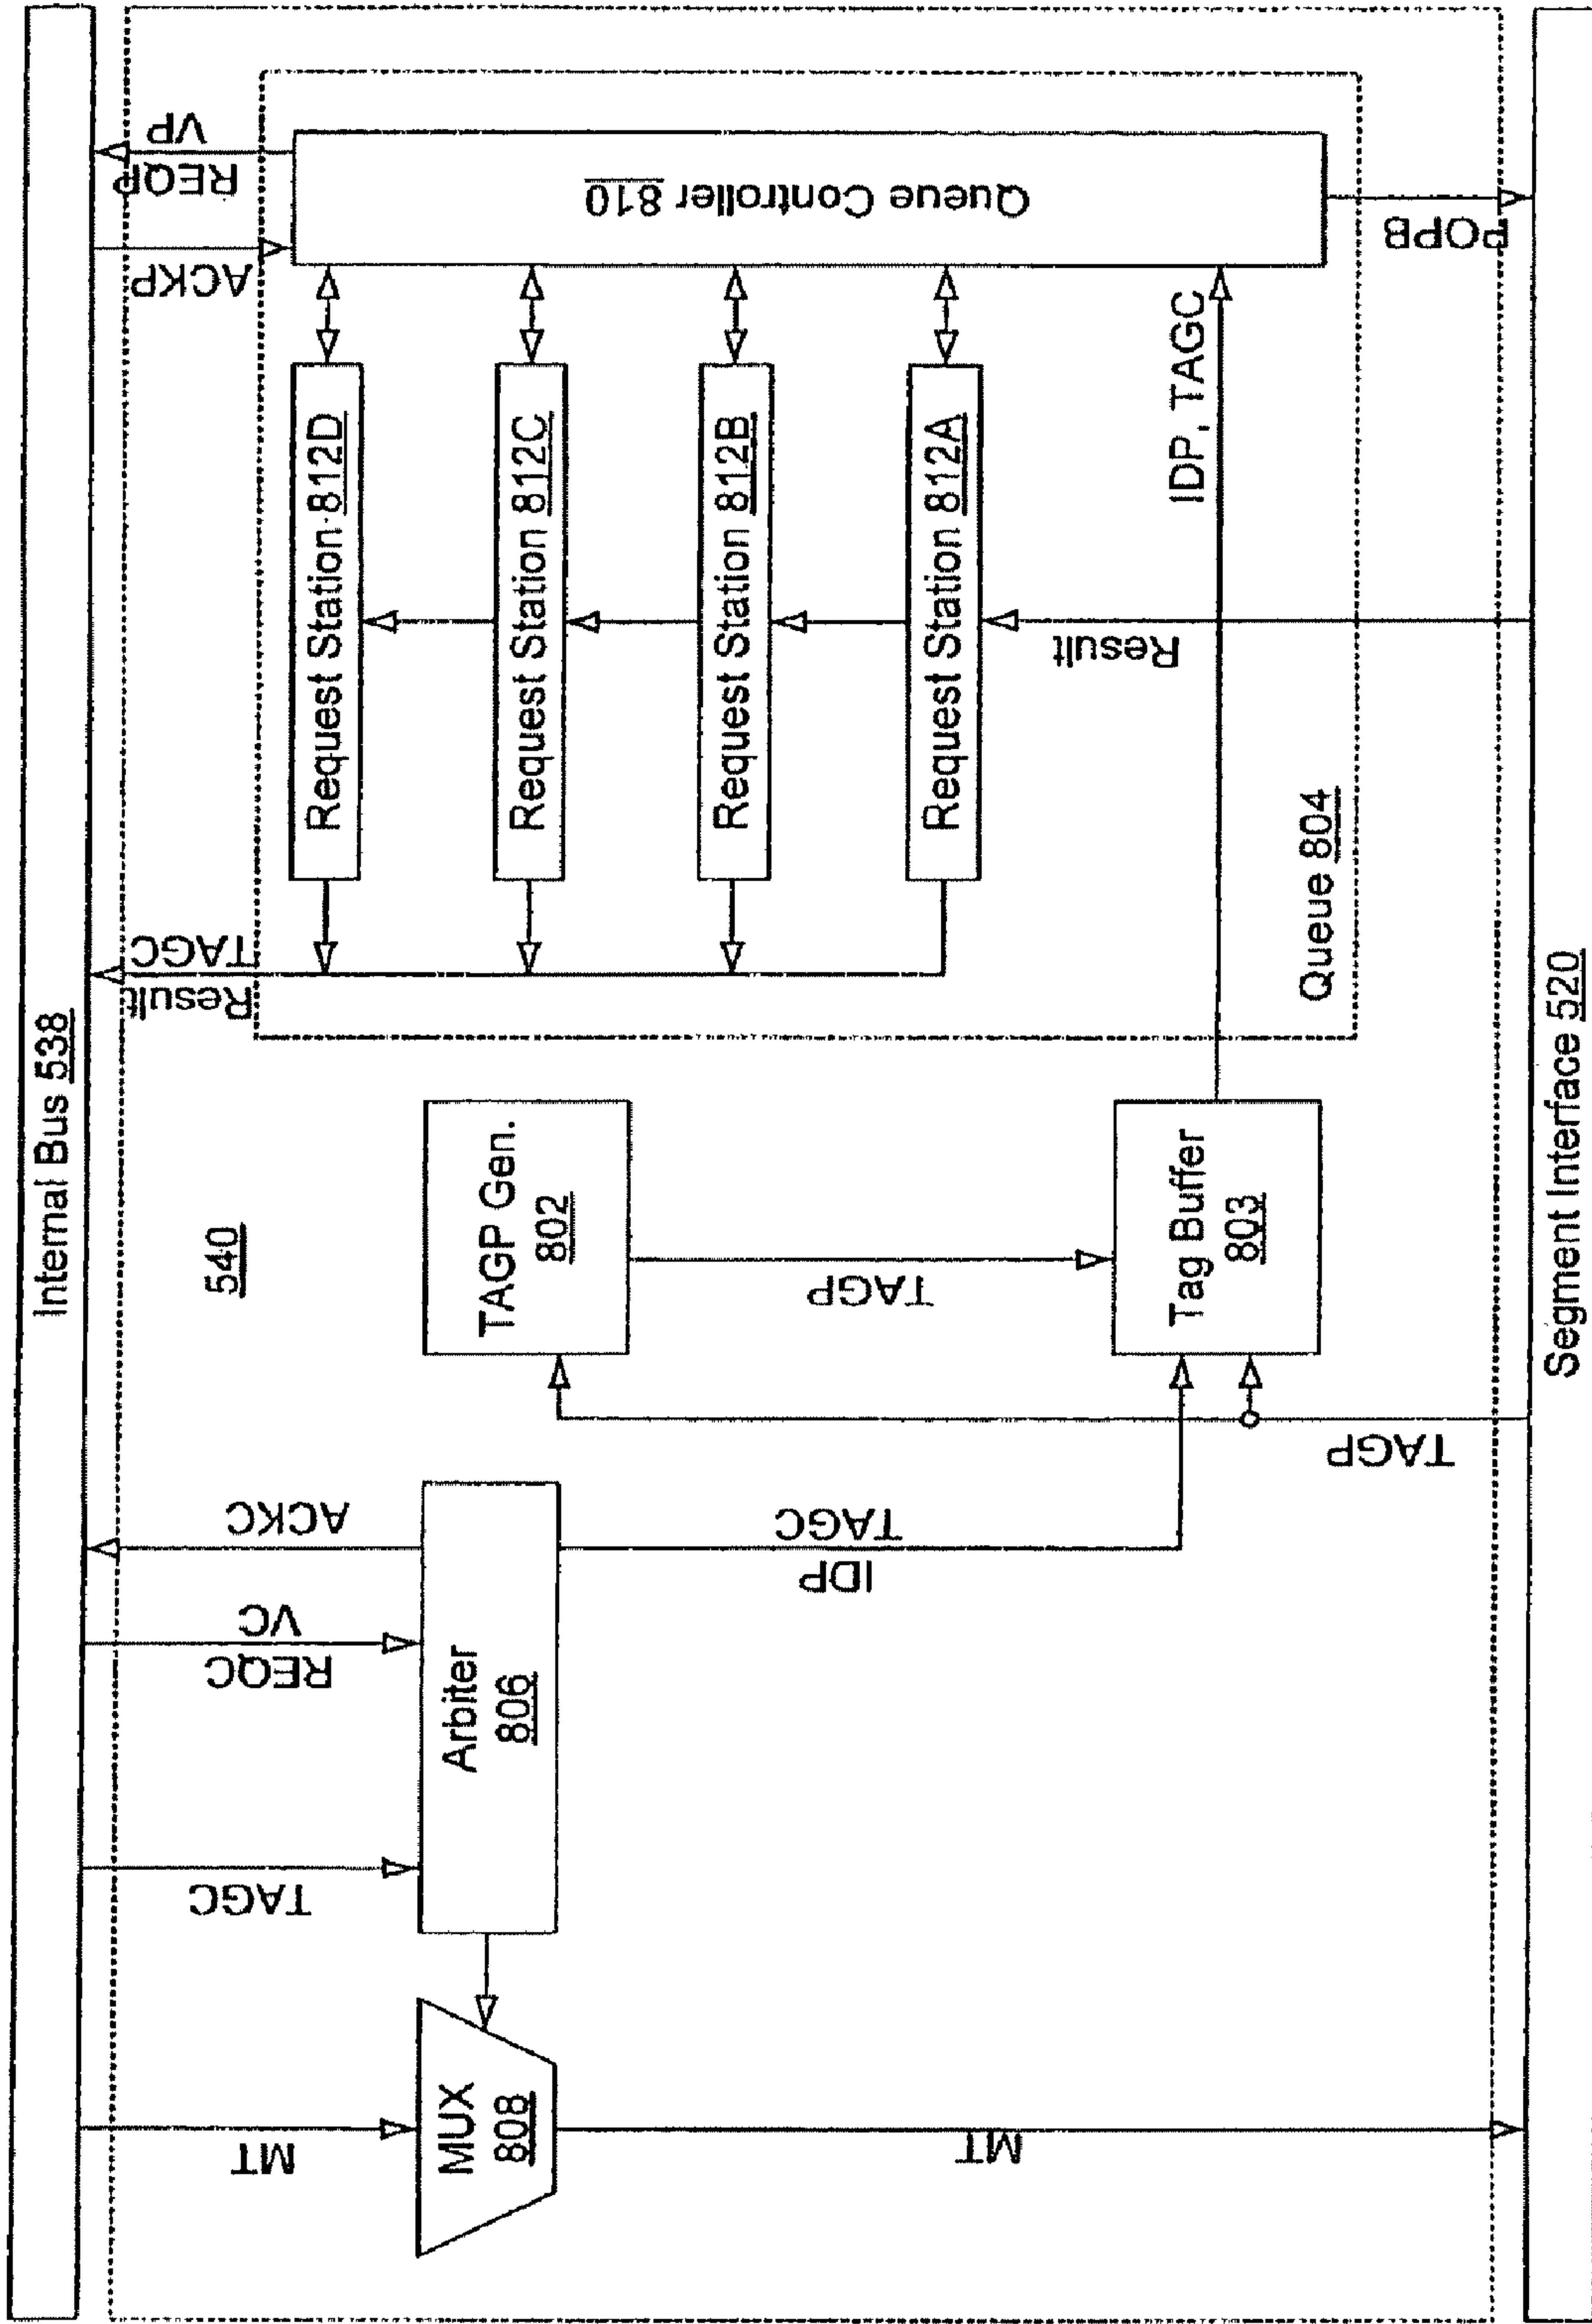 Internal Bus 538
540
MT
TAGC
REQC
VC
ACKC
Result
TAGC
ACKP
REQP
VP
MUX
808
Arbiter
806
TAGP Gen.
802
Request Station 812D
Request Station 812C
Request Station 812B
Request Station 812A
Queue Controller 810
MT
IDP
TAGC
TAGP
TAGP
Tag Buffer
803
IDP, TAGC
Result
Queue 804
POPB
Segment Interface 520